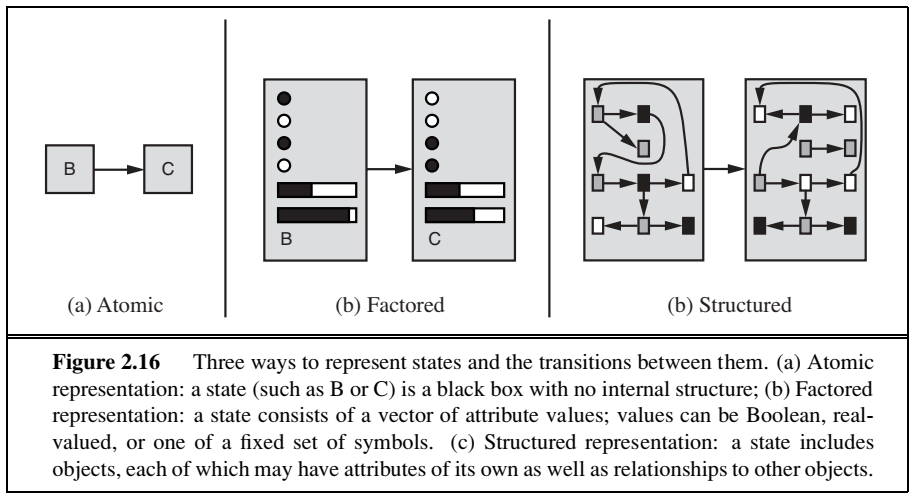 B
C
B
C
(a) Atomic
(b) Factored
(b) Structured
Figure 2.16 Three ways to represent states and the transitions between them. (a) Atomic
representation: a state (such as B or C) is a black box with no internal structure; (b) Factored
representation: a state consists of a vector of attribute values; values can be Boolean, real-
valued, or one of a fixed set of symbols. (c) Structured representation: a state includes
objects, each of which may have attributes of its own as well as relationships to other objects.